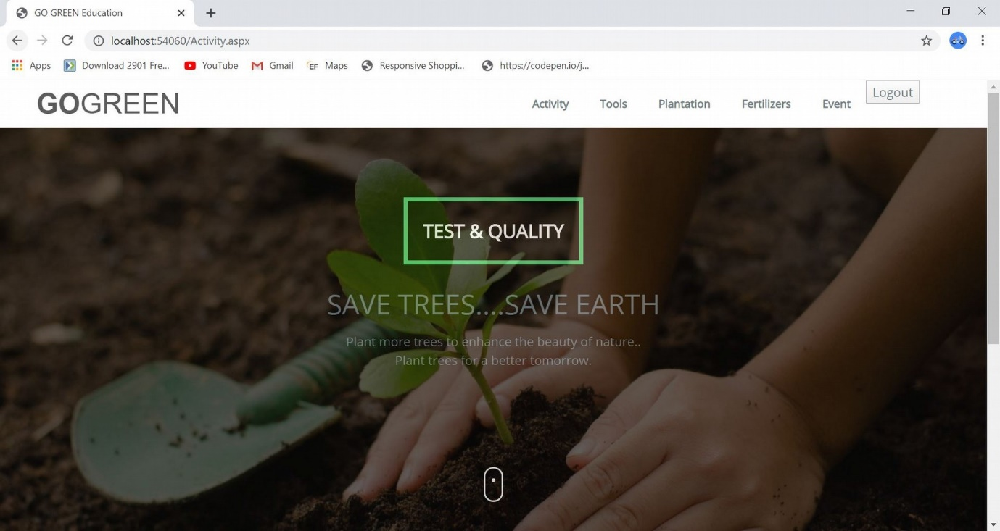 GO GREEN Education
localhost:54060/Activity.aspx
Apps Download 2901 Fre... YouTube Gmail EF Maps Responsive Shoppi... https://codepen.io/j...
GOGREEN Activity Tools Plantation Fertilizers Event Logout
TEST & QUALITY
SAVE TREES....SAVE EARTH
Plant more trees to enhance the beauty of nature..
Plant trees for a better tomorrow.